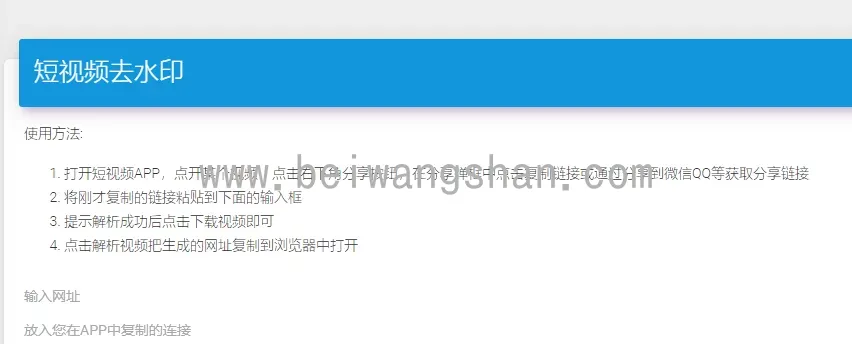 短视频去水印
使用方法:
1. 打开短视频APP，点开某个视频，点击右下角分享按钮，在分享弹框中点击复制链接或通过分享到微信QQ等获取分享链接
www.beiwangshan.com
2. 将刚才复制的链接粘贴到下面的输入框
3. 提示解析成功后点击下载视频即可
4. 点击解析视频把生成的网址复制到浏览器中打开
输入网址
放入您在APP中复制的连接